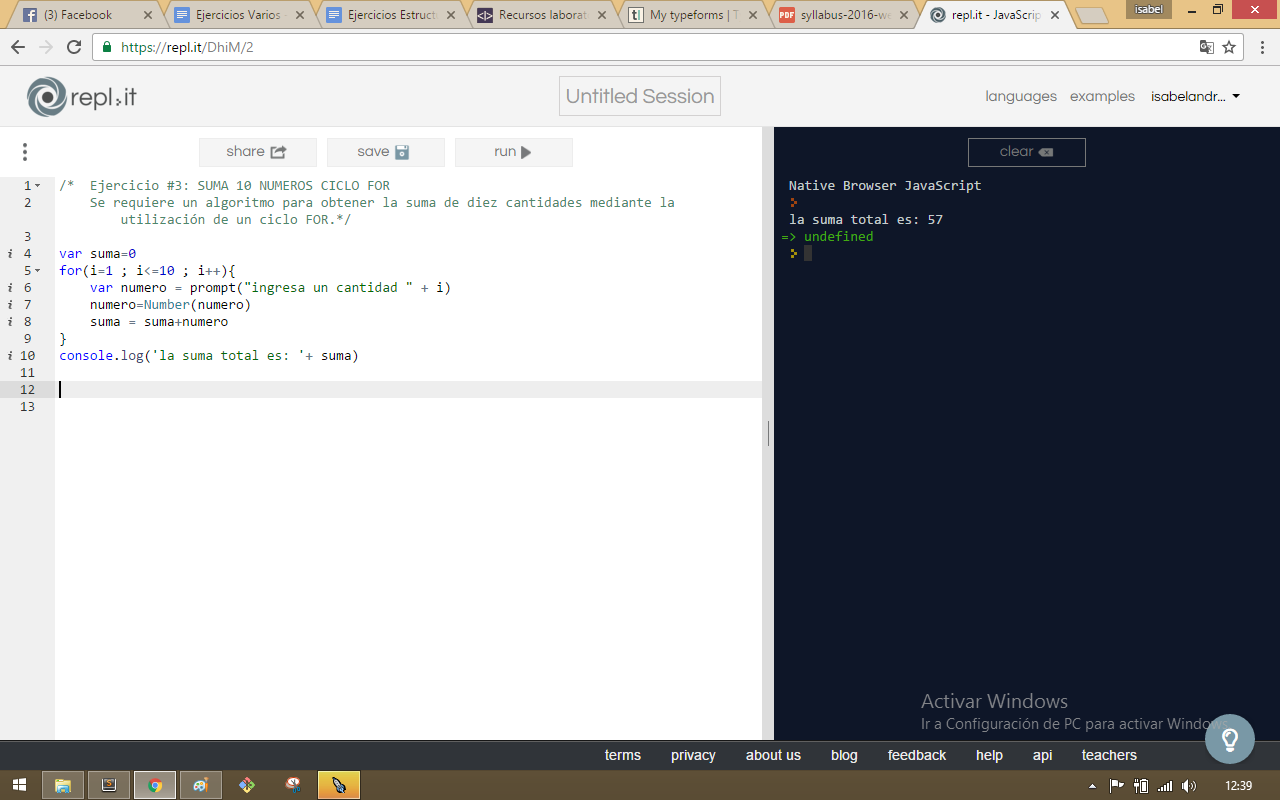 (3) Facebook
Ejercicios Varios -
Ejercicios Estruct
Recursos laborat
My typeforms | T
syllabus-2016-we
repl.it - JavaScrip
isabel
https://repl.it/DhiM/2
repl.it
Untitled Session
languages examples isabelandr...
share save run
clear
1 /*  Ejercicio #3: SUMA 10 NUMEROS CICLO FOR
2     Se requiere un algoritmo para obtener la suma de diez cantidades mediante la
utilización de un ciclo FOR.*/
3
i 4 var suma=0
5 for(i=1 ; i<=10 ; i++){
i 6     var numero = prompt("ingresa un cantidad " + i)
i 7     numero=Number(numero)
i 8     suma = suma+numero
9 }
i 10 console.log('la suma total es: '+ suma)
11
12
13
Native Browser JavaScript
la suma total es: 57
=> undefined
Activar Windows
Ir a Configuración de PC para activar Windows.
terms privacy about us blog feedback help api teachers
12:39